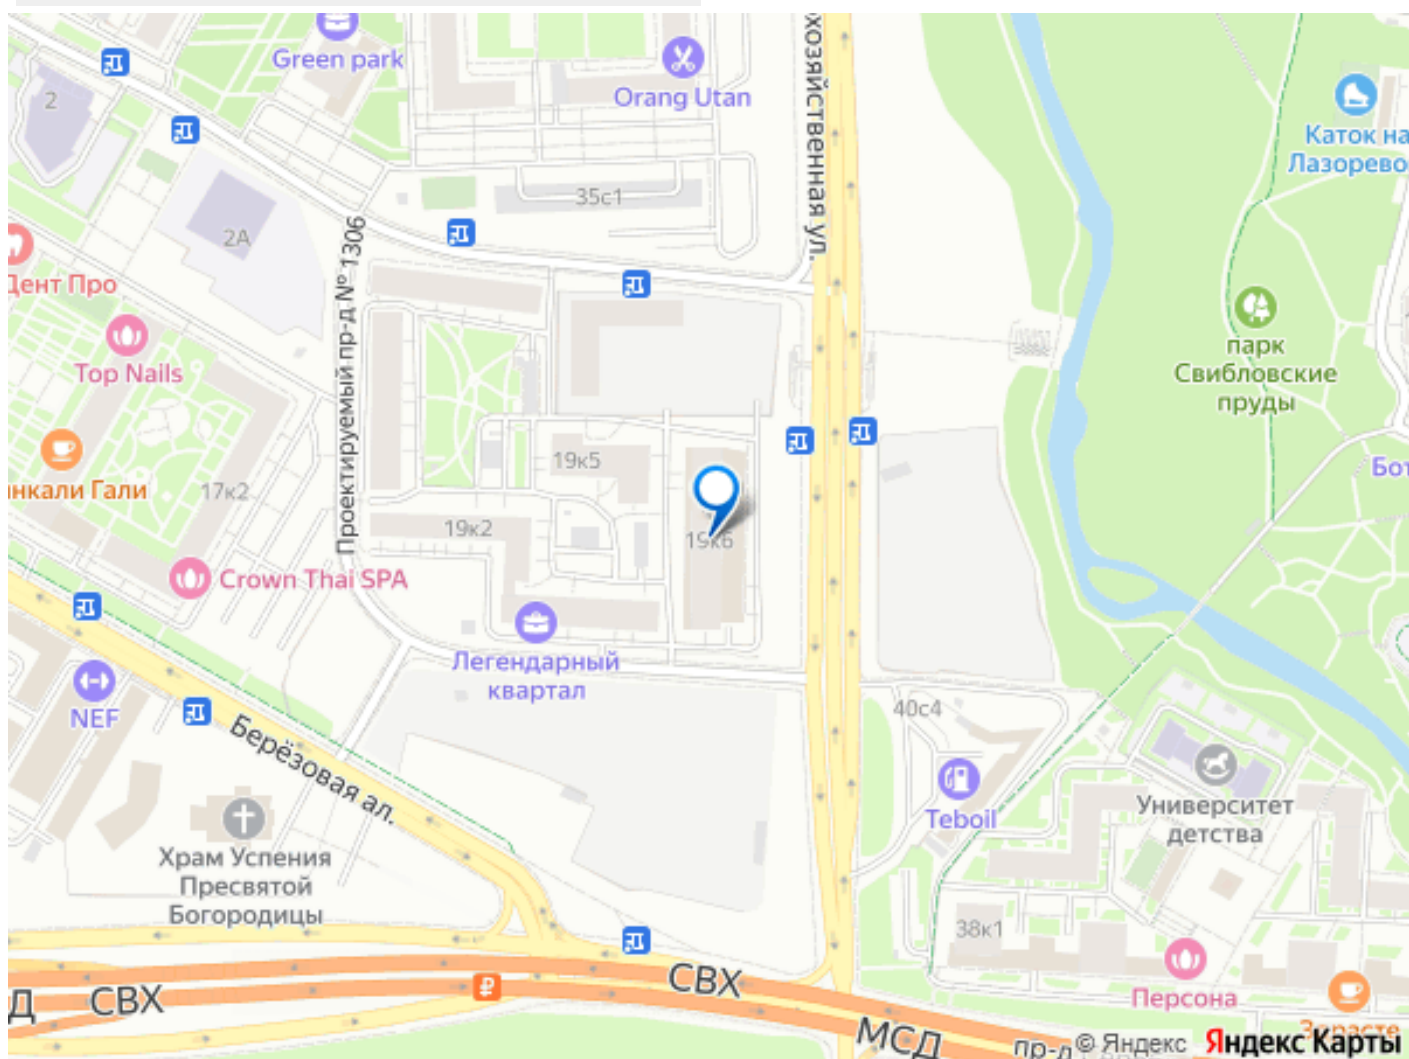 Green park
Orang Utan
хозяйственная ул.
Каток на
Лазорево
2
35с1
2А
Проектируемый пр-д № 1306
Дент Про
Top Nails
парк
Свибловские
пруды
19к5
Бот
нкали Гали
17к2
19к2
19к6
Crown Thai SPA
Легендарный
квартал
NEF
Берёзовая ал.
40с4
Teboil
Университет
детства
Храм Успения
Пресвятой
Богородицы
38к1
Персона
СВХ
СВХ
Д
МСД
пр-д
© Яндекс
Яндекс Карты